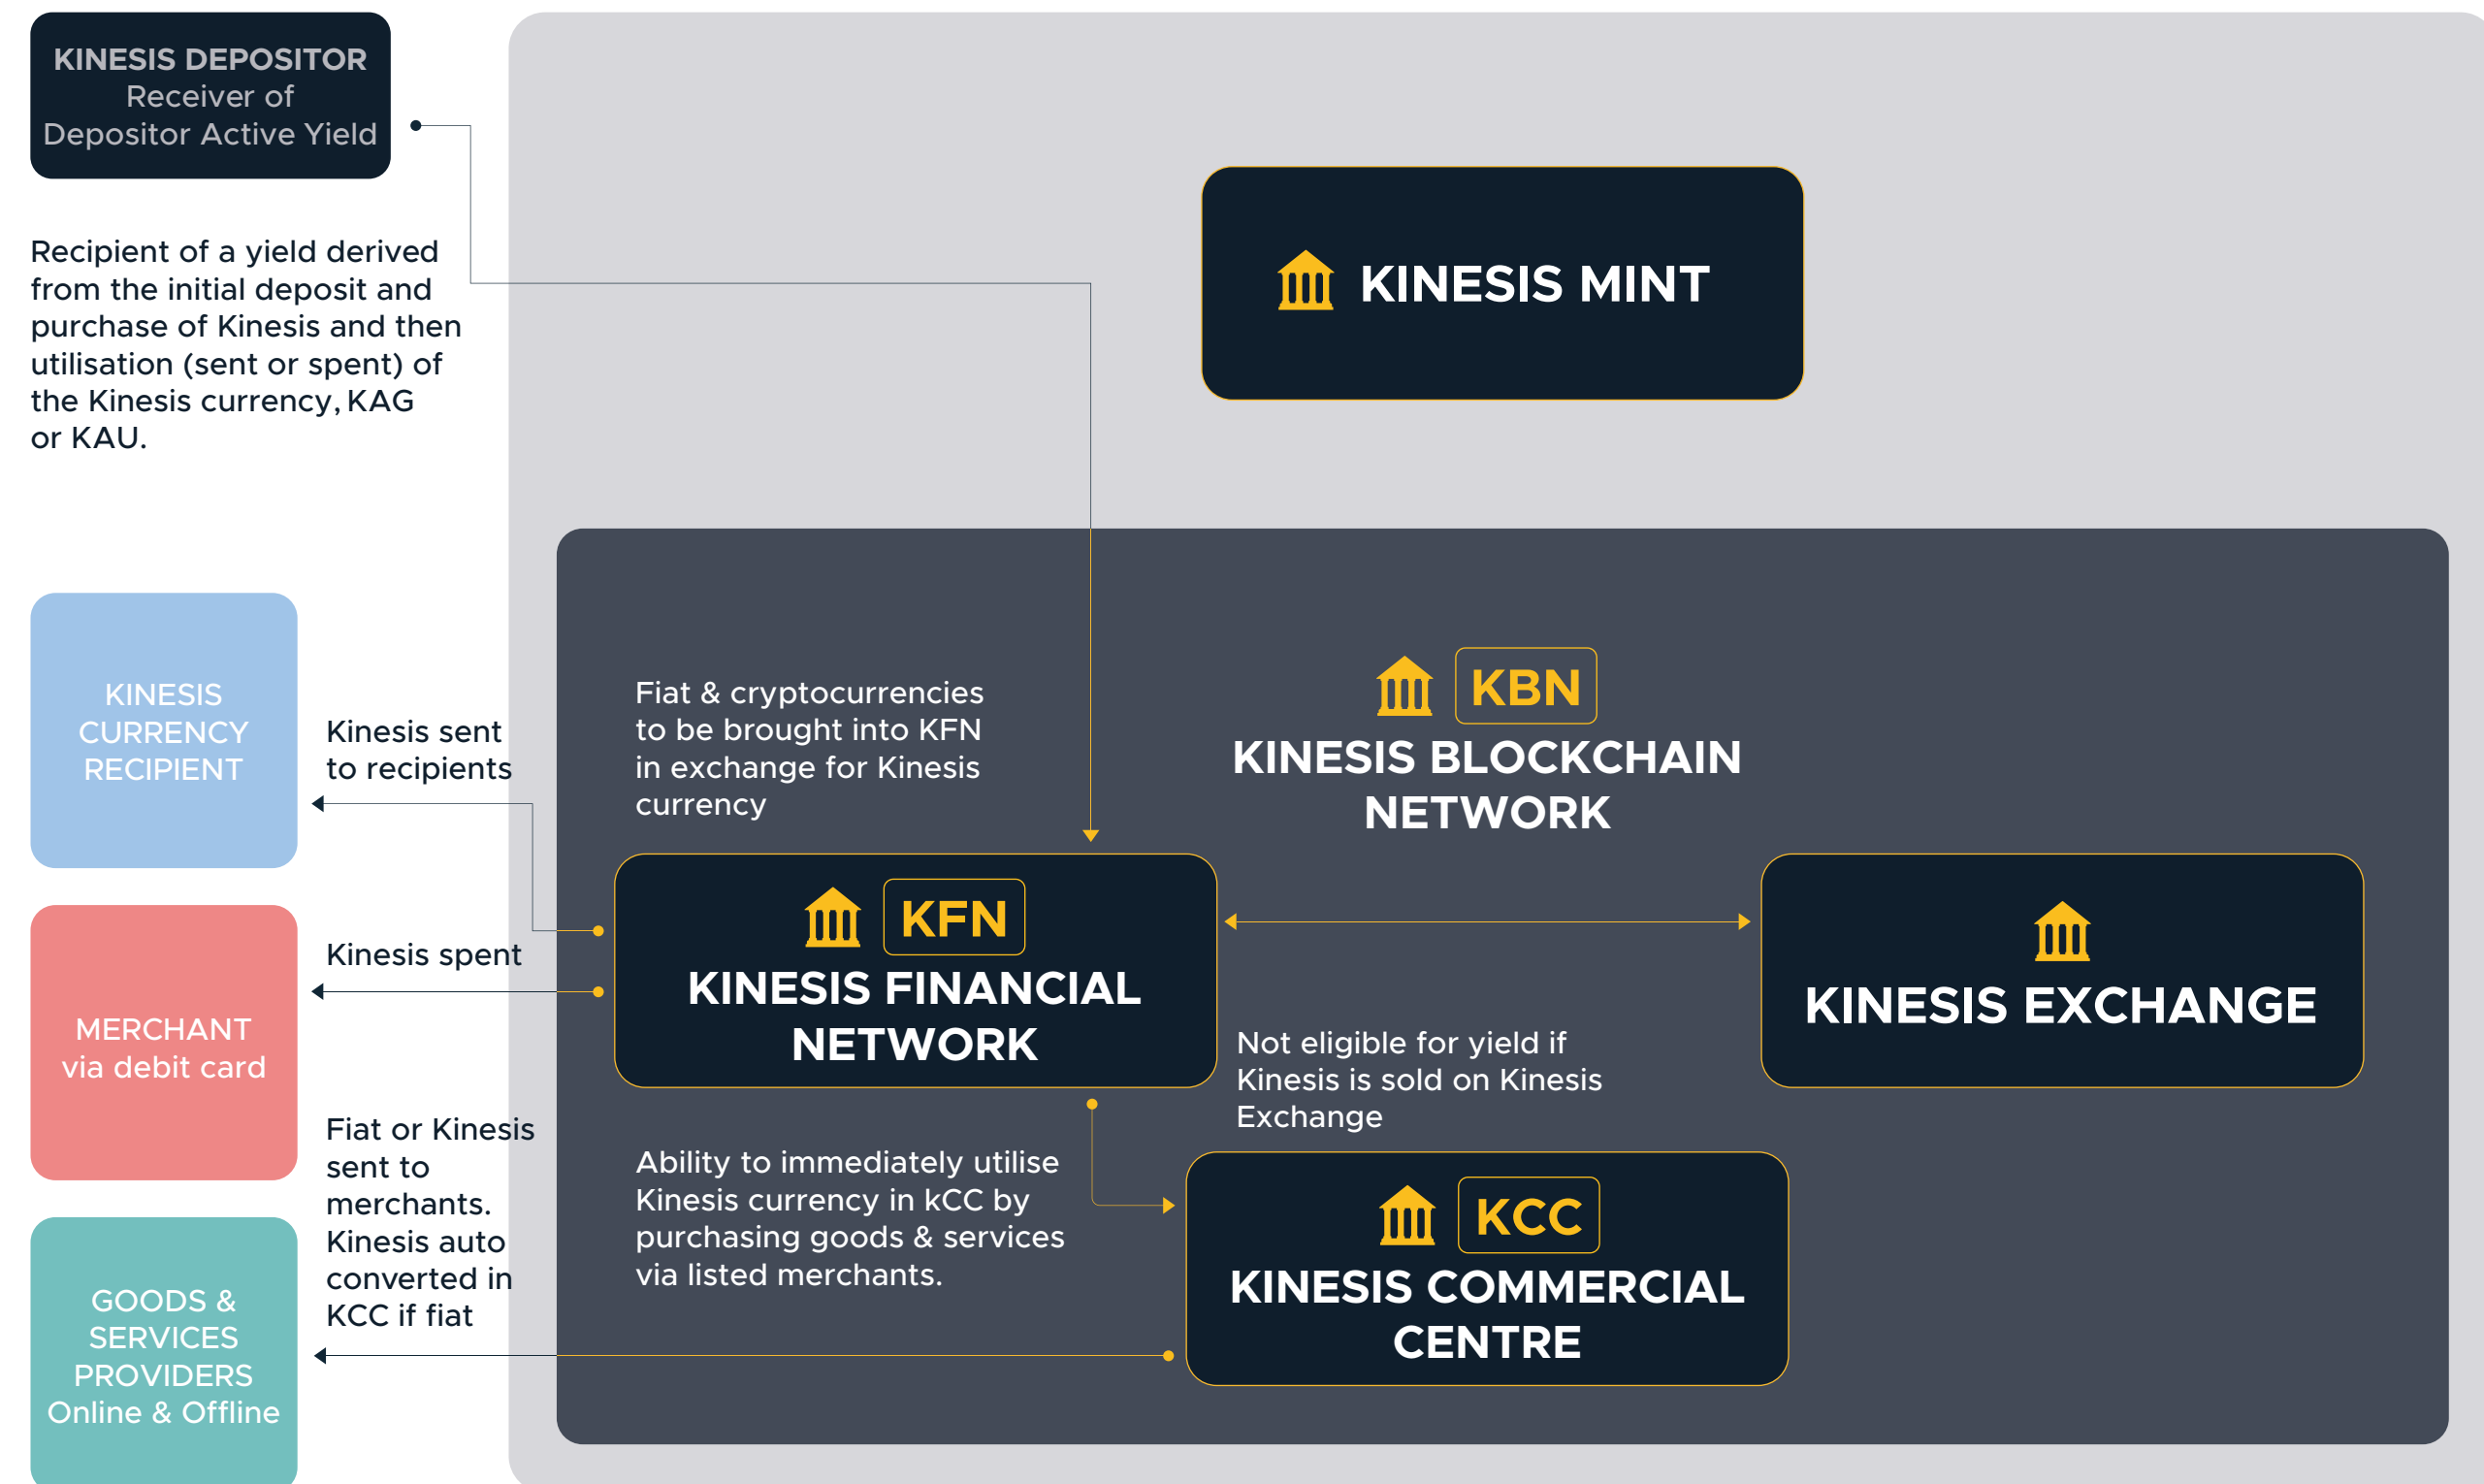 KINESIS DEPOSITOR
Receiver of
Depositor Active Yield
Recipient of a yield derived
from the initial deposit and
purchase of Kinesis and then
utilisation (sent or spent) of
the Kinesis currency, KAG
or KAU.
KINESIS MINT
KINESIS
CURRENCY
RECIPIENT
Kinesis sent
to recipients
Fiat & cryptocurrencies
to be brought into KFN
in exchange for Kinesis
currency
KBN
KINESIS BLOCKCHAIN
NETWORK
MERCHANT
via debit card
Kinesis spent
KFN
KINESIS FINANCIAL
NETWORK
KINESIS EXCHANGE
Not eligible for yield if
Kinesis is sold on Kinesis
Exchange
GOODS &
SERVICES
PROVIDERS
Online & Offline
Fiat or Kinesis
sent to
merchants.
Kinesis auto
converted in
KCC if fiat
Ability to immediately utilise
Kinesis currency in kCC by
purchasing goods & services
via listed merchants.
KCC
KINESIS COMMERCIAL
CENTRE